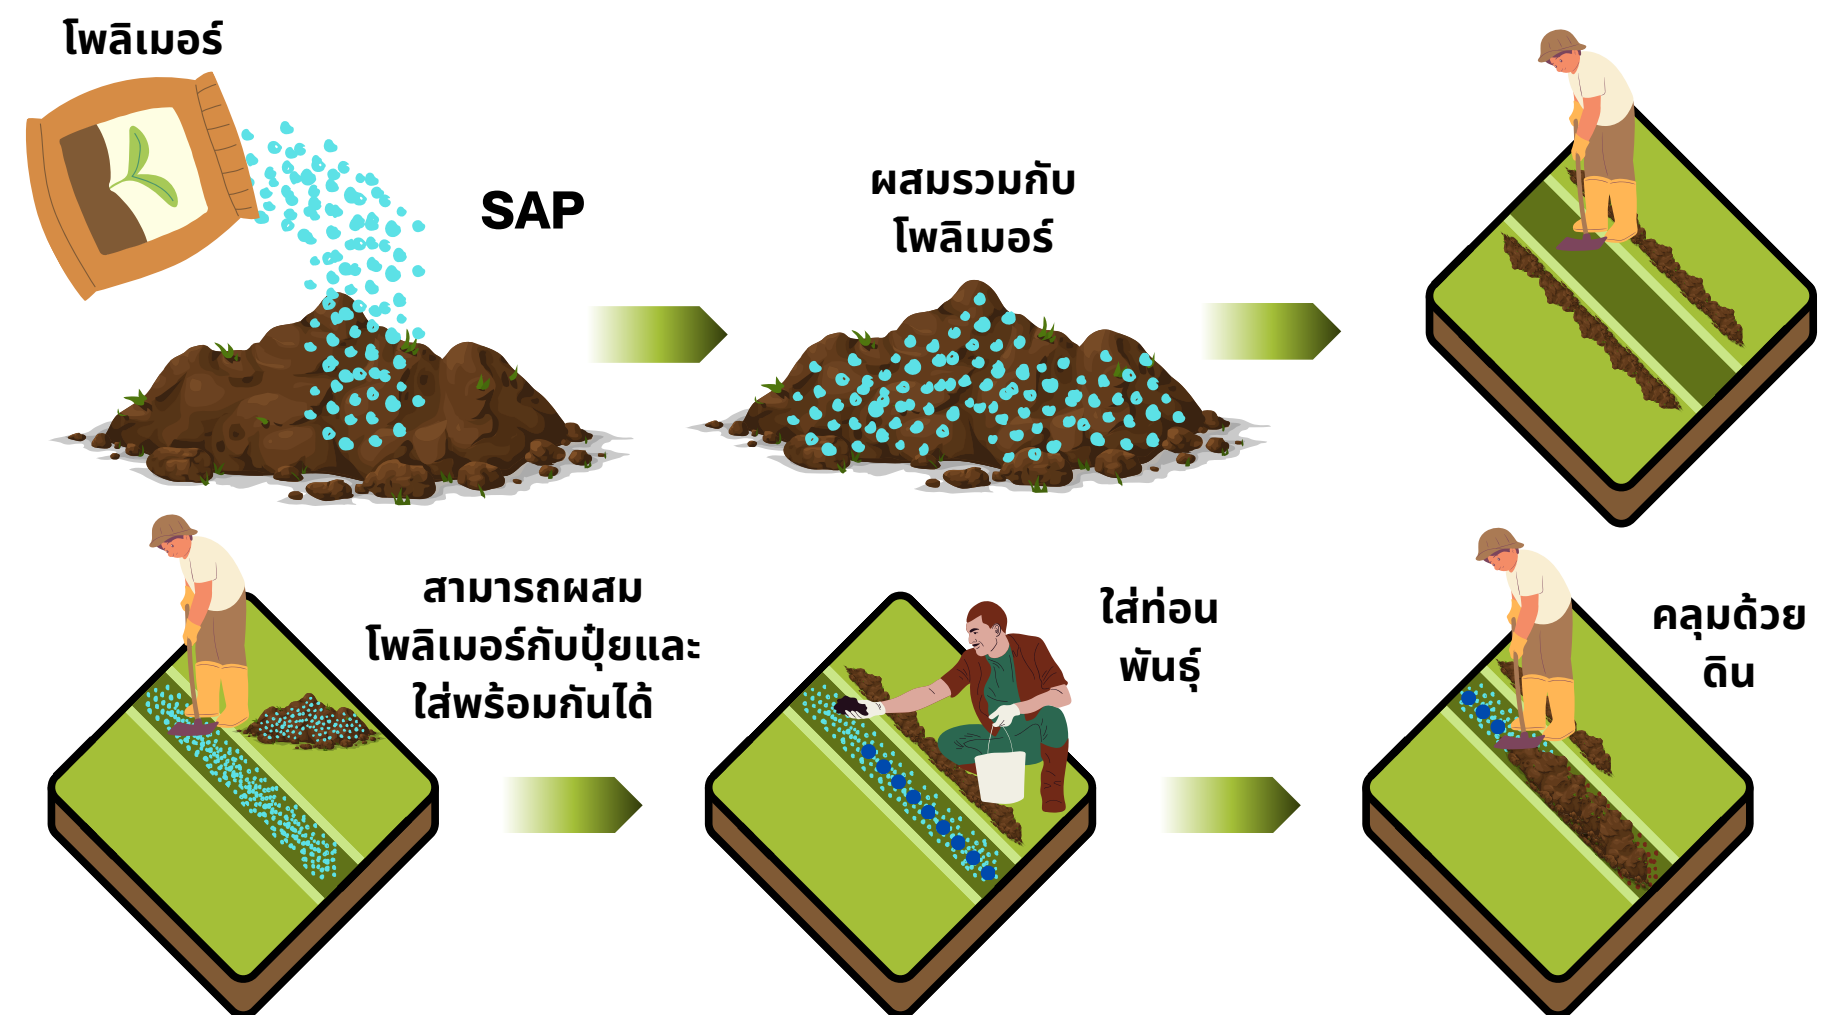 โพลิเมอร์
SAP
ผสมรวมกับ
โพลิเมอร์
สามารถผสม
โพลิเมอร์กับปุ๋ยและ
ใส่พร้อมกันได้
ใส่ท่อน
พันธุ์
คลุมด้วย
ดิน